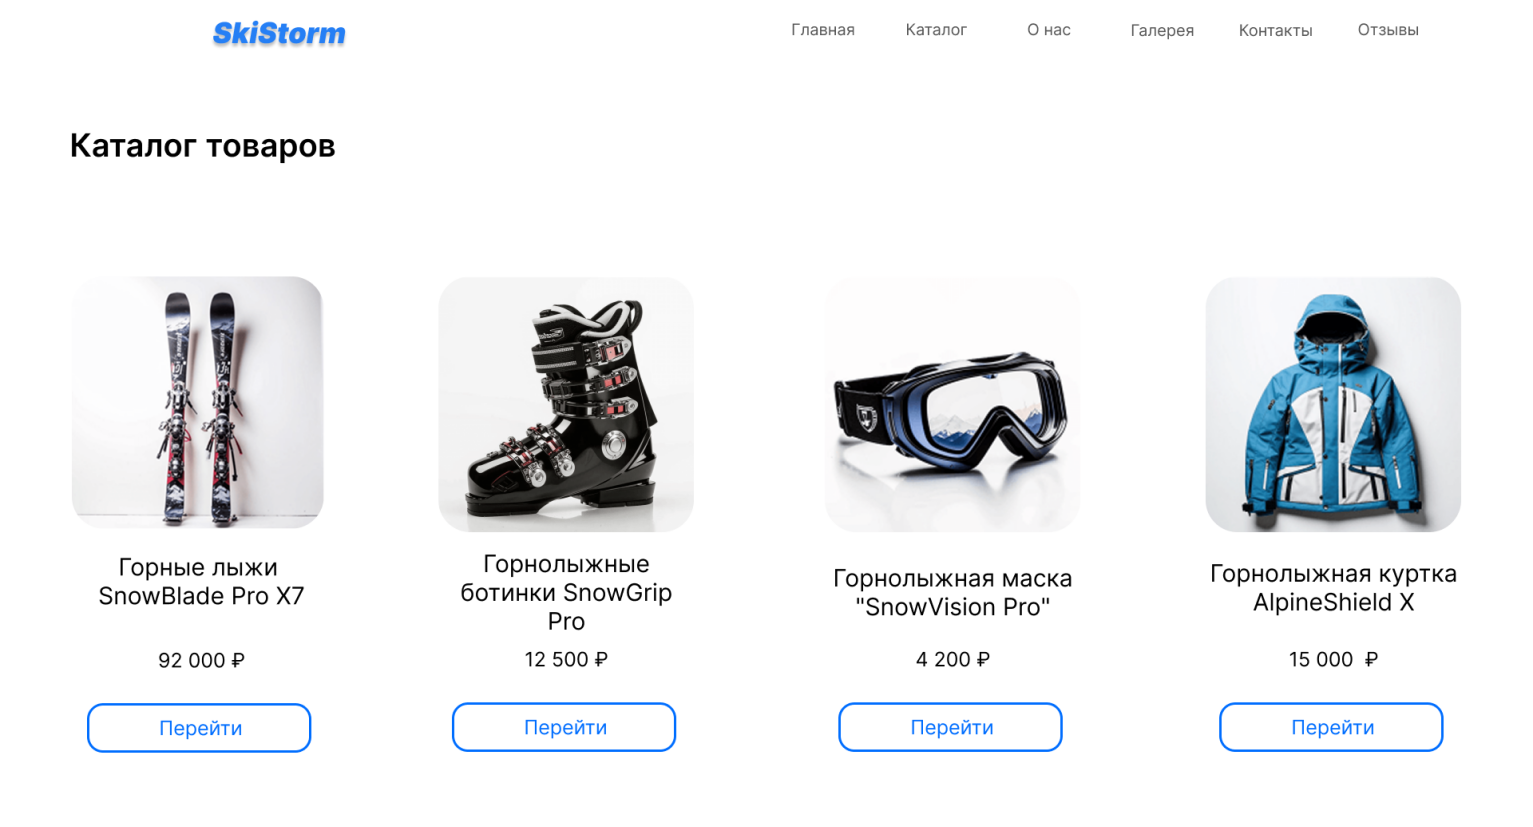 SkiStorm
Главная
Каталог
О нас
Галерея
Контакты
Отзывы
Каталог товаров
Горные лыжи
SnowBlade Pro X7
92 000 ₽
Перейти
Горнолыжные
ботинки SnowGrip
Pro
12 500 ₽
Перейти
Горнолыжная маска
"SnowVision Pro"
4 200 ₽
Перейти
Горнолыжная куртка
AlpineShield X
15 000 ₽
Перейти